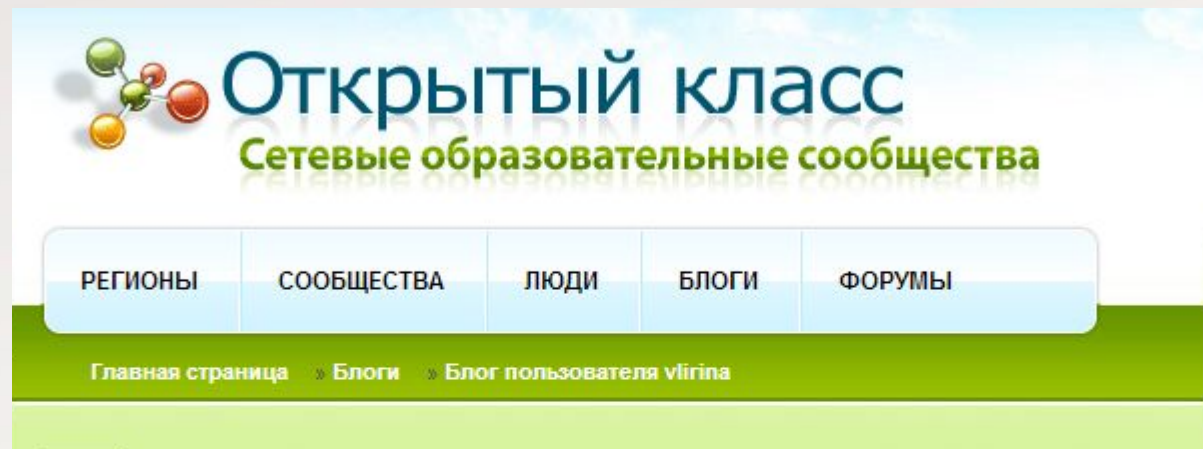 Открытый класс
Сетевые образовательные сообщества
РЕГИОНЫ СООБЩЕСТВА ЛЮДИ БЛОГИ ФОРУМЫ
Главная страница » Блоги » Блог пользователя vlirina